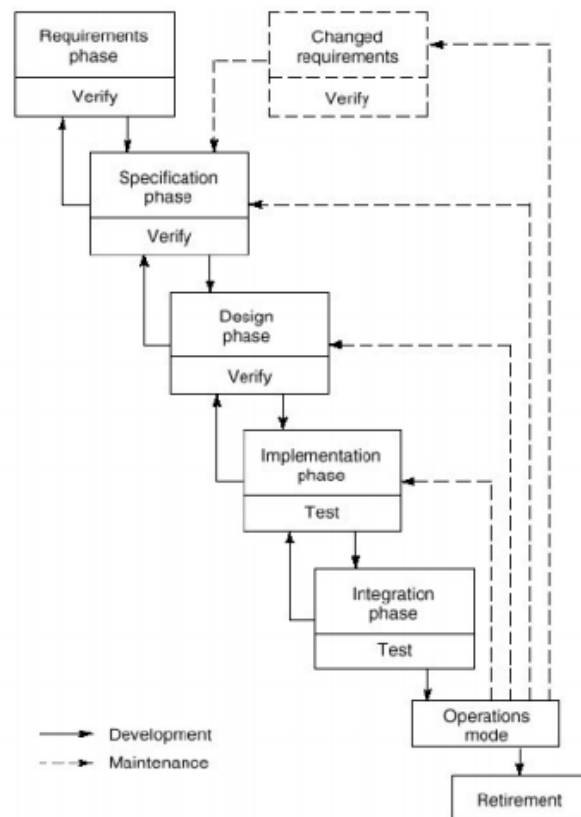 Requirements
phase
Verify
Changed
requirements
Verify
Specification
phase
Verify
Design
phase
Verify
Implementation
phase
Test
Integration
phase
Test
Operations
mode
Development
Maintenance
Retirement